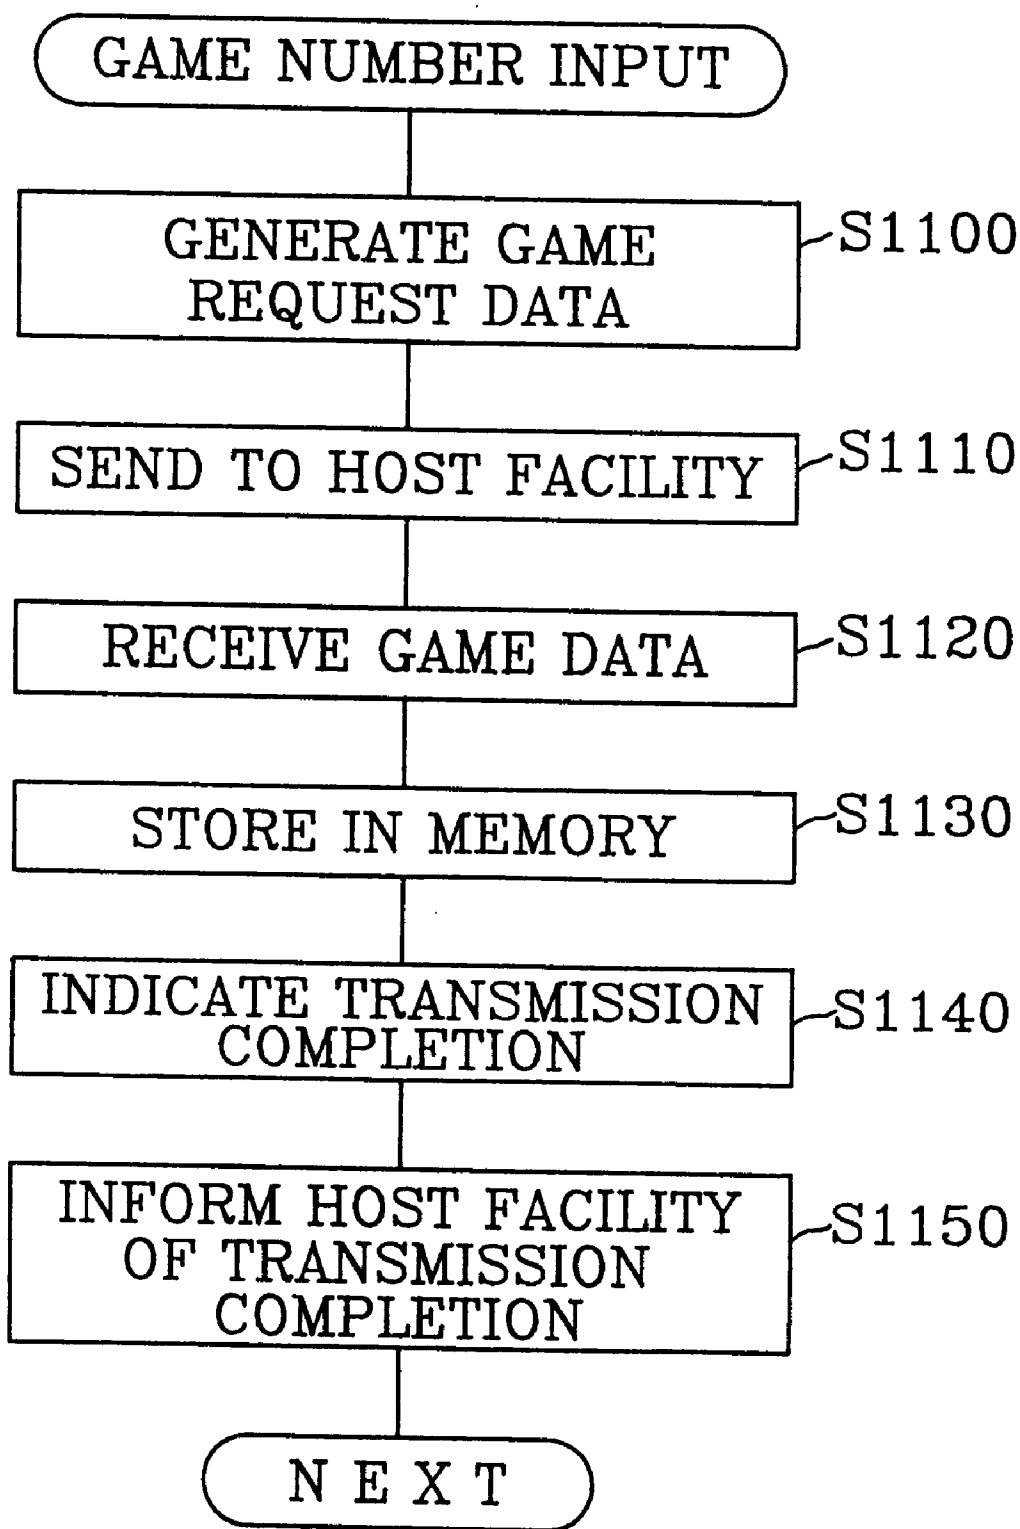 GAME NUMBER INPUT
GENERATE GAME
REQUEST DATA
S1100
SEND TO HOST FACILITY
S1110
RECEIVE GAME DATA
S1120
STORE IN MEMORY
S1130
INDICATE TRANSMISSION
COMPLETION
S1140
INFORM HOST FACILITY
OF TRANSMISSION
COMPLETION
S1150
NEXT